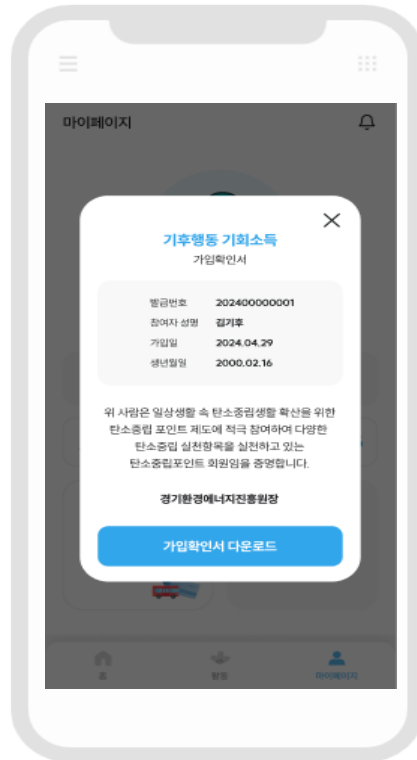 마이페이지
기후행동 기회소득
가입확인서
발급번호 202400000001
참여자 성명 김기후
가입일 2024.04.29
생년월일 2000.02.16
위 사람은 일상생활 속 탄소중립생활 확산을 위한
탄소중립 포인트 제도에 적극 참여하여 다양한
탄소중립 실천항목을 실천하고 있는
탄소중립포인트 회원임을 증명합니다.
경기환경에너지진흥원장
가입확인서 다운로드
홈 활동 마이페이지